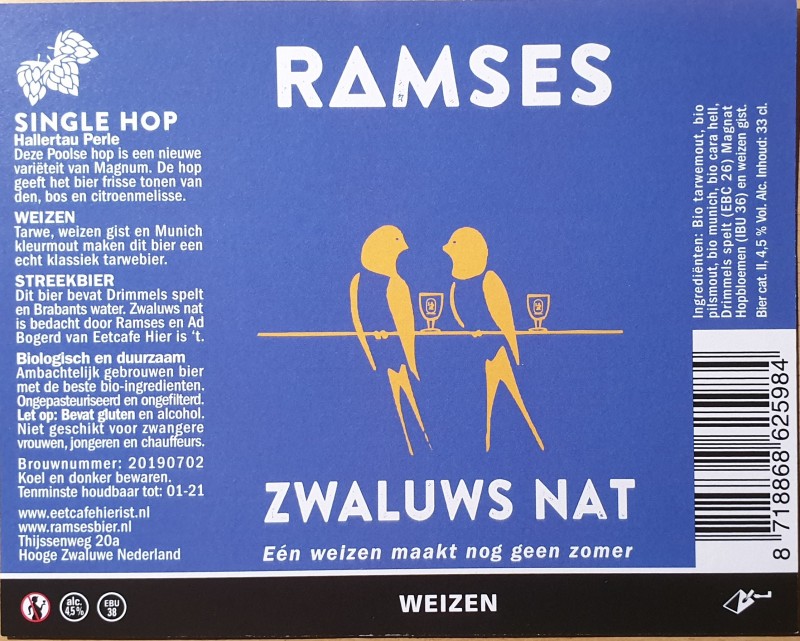 RAMSES
SINGLE HOP
Hallertau Perle
Deze Poolse hop is een nieuwe
variëteit van Magnum. De hop
geeft het bier frisse tonen van
den, bos en citroenmelisse.
WEIZEN
Tarwe, weizen gist en Munich
kleurmout maken dit bier een
echt klassiek tarwebier.
STREEKBIER
Dit bier bevat Drimmels spelt
en Brabants water. Zwaluws nat
is bedacht door Ramses en Ad
Bogerd van Eetcafe Hier is 't.
Biologisch en duurzaam
Ambachtelijk gebrouwen bier
met de beste bio-ingredienten.
Ongepasteuriseerd en ongefilterd.
Let op: Bevat gluten en alcohol.
Niet geschikt voor zwangere
vrouwen, jongeren en chauffeurs.
Brouwnummer: 20190702
Koel en donker bewaren.
Tenminste houdbaar tot: 01-21
www.eetcafehierist.nl
www.ramsesbier.nl
Thijssenweg 20a
Hooge Zwaluwe Nederland
ZWALUWS NAT
Eén weizen maakt nog geen zomer
Ingrediënten: Bio tarwemout, bio
pilsmout, bio munich, bio cara hell,
Drimmels spelt (EBC 26) Magnat
Hopbloemen (IBU 36) en weizen gist.
Bier cat. II, 4,5 % Vol. Alc. Inhoud: 33 cl.
8 718868 625984
alc.
4,5%
EBU
38
WEIZEN